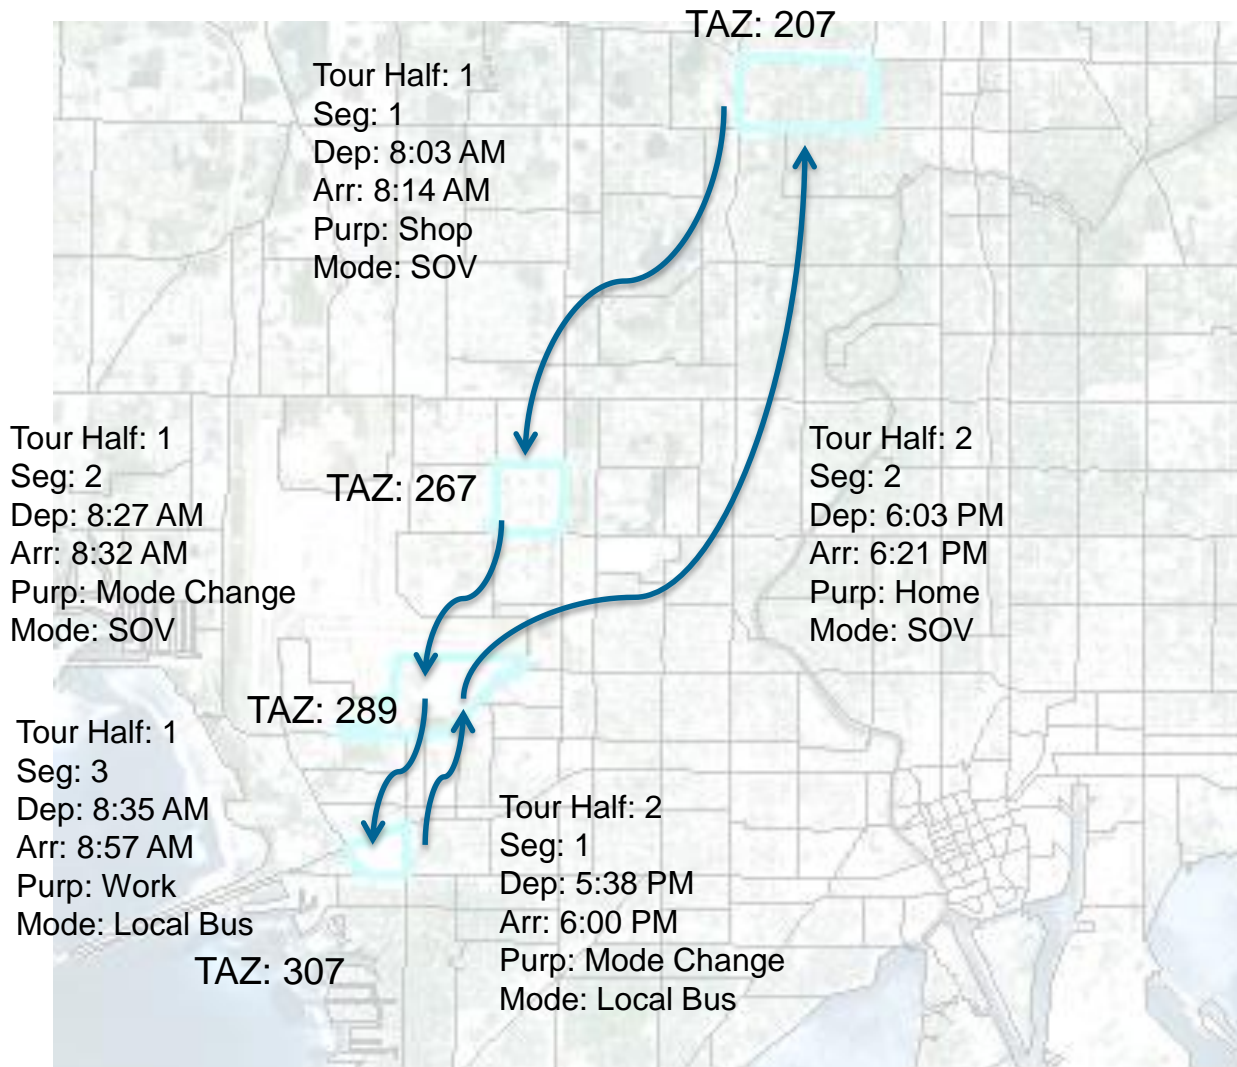 TAZ: 207
Tour Half: 1
Seg: 1
Dep: 8:03 AM
Arr: 8:14 AM
Purp: Shop
Mode: SOV
Tour Half: 1
Seg: 2
Dep: 8:27 AM
Arr: 8:32 AM
Purp: Mode Change
Mode: SOV
TAZ: 267
Tour Half: 2
Seg: 2
Dep: 6:03 PM
Arr: 6:21 PM
Purp: Home
Mode: SOV
TAZ: 289
Tour Half: 1
Seg: 3
Dep: 8:35 AM
Arr: 8:57 AM
Purp: Work
Mode: Local Bus
TAZ: 307
Tour Half: 2
Seg: 1
Dep: 5:38 PM
Arr: 6:00 PM
Purp: Mode Change
Mode: Local Bus